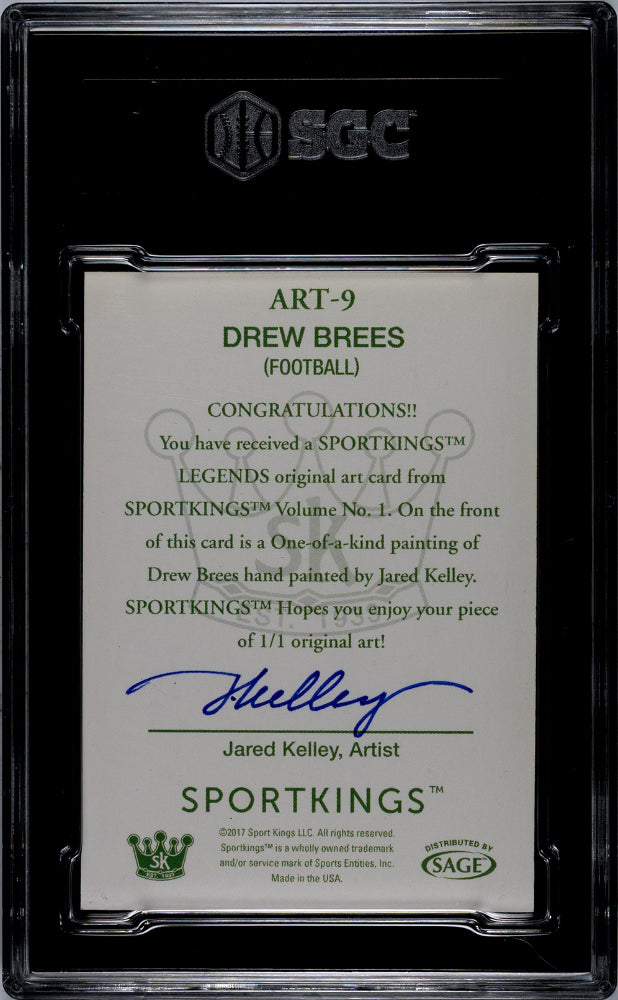 SGC
ART-9
DREW BREES
(FOOTBALL)
CONGRATULATIONS!!
You have received a SPORTKINGS™
LEGENDS original art card from
SPORTKINGS™ Volume No. 1. On the front
of this card is a One-of-a-kind painting of
Drew Brees hand painted by Jared Kelley.
SPORTKINGS™ Hopes you enjoy your piece
of 1/1 original art!
SK
EST. 1933
JKelley
Jared Kelley, Artist
SPORTKINGS™
©2017 Sport Kings LLC. All rights reserved.
Sportkings™ is a wholly owned trademark
and/or service mark of Sports Entities, Inc.
Made in the USA.
SK
DISTRIBUTED BY
SAGE